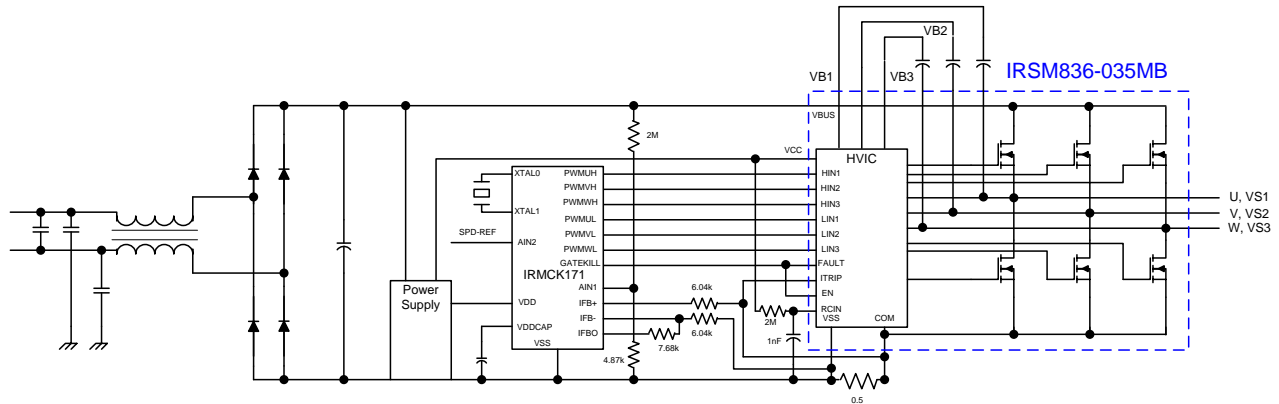 VB2
VB1
VB3
IRSM836-035MB
VBUS
2M
VCC
HVIC
XTAL0
PWMUH
HIN1
PWMVH
HIN2
XTAL1
PWMWH
HIN3
U, VS1
PWMUL
LIN1
V, VS2
SPD-REF
AIN2
PWMVL
LIN2
W, VS3
PWMWL
LIN3
GATEKILL
FAULT
IRMCK171
ITRIP
Power
Supply
AIN1
6.04k
EN
VDD
IFB+
RCIN
IFB-
2M
VSS
COM
VDDCAP
IFBO
6.04k
1nF
VSS
7.68k
4.87k
0.5